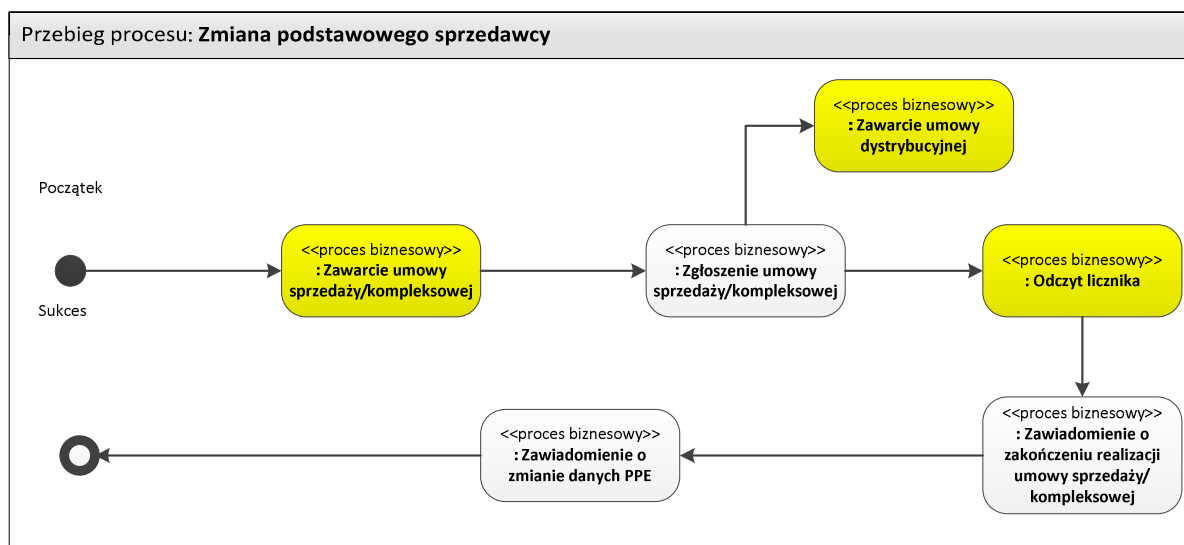 Przebieg procesu: Zmiana podstawowego sprzedawcy
<<proces biznesowy>>
: Zawarcie umowy
dystrybucyjnej
Początek
<<proces biznesowy>>
: Zawarcie umowy
sprzedaży/kompleksowej
<<proces biznesowy>>
: Zgłoszenie umowy
sprzedaży/kompleksowej
<<proces biznesowy>>
: Odczyt licznika
Sukces
<<proces biznesowy>>
: Zawiadomienie o
zmianie danych PPE
<<proces biznesowy>>
: Zawiadomienie o
zakończeniu realizacji
umowy sprzedaży/
kompleksowej